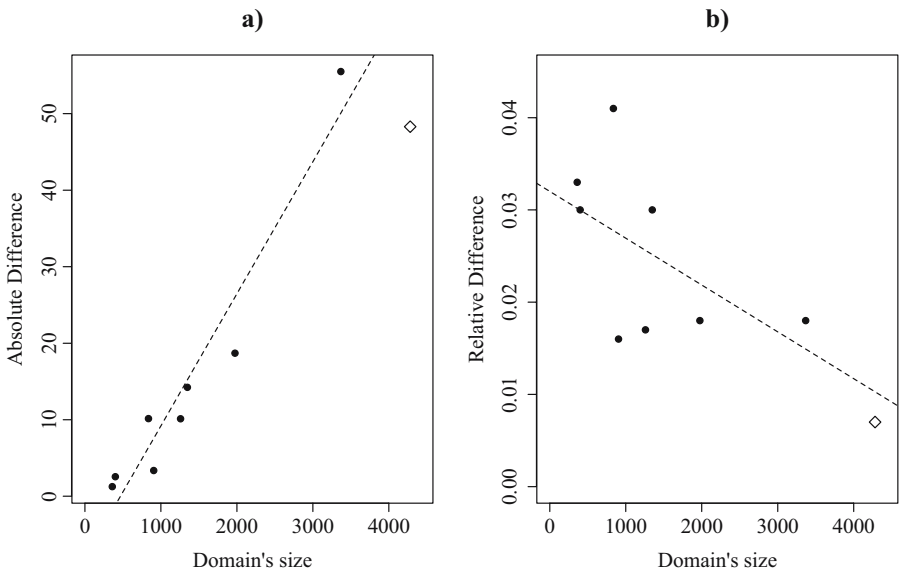 a)
Absolute Difference
0
10
20
30
40
50
0 1000 2000 3000 4000
Domain's size
b)
Relative Difference
0.00
0.01
0.02
0.03
0.04
0 1000 2000 3000 4000
Domain's size